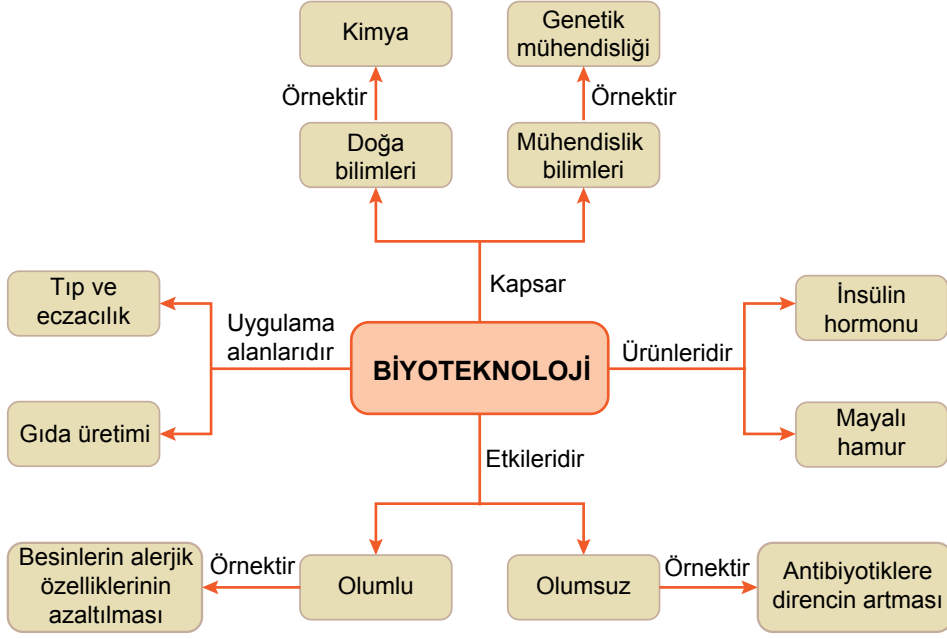 Kimya
Genetik
mühendisliği
Örnektir
Örnektir
Doğa
bilimleri
Mühendislik
bilimleri
Kapsar
Tıp ve
eczacılık
Uygulama
alanlarıdır
BİYOTEKNOLOJİ
Ürünleridir
İnsülin
hormonu
Gıda üretimi
Mayalı
hamur
Etkileridir
Besinlerin alerjik
özelliklerinin
azaltılması
Örnektir
Olumlu
Olumsuz
Örnektir
Antibiyotiklere
direncin artması